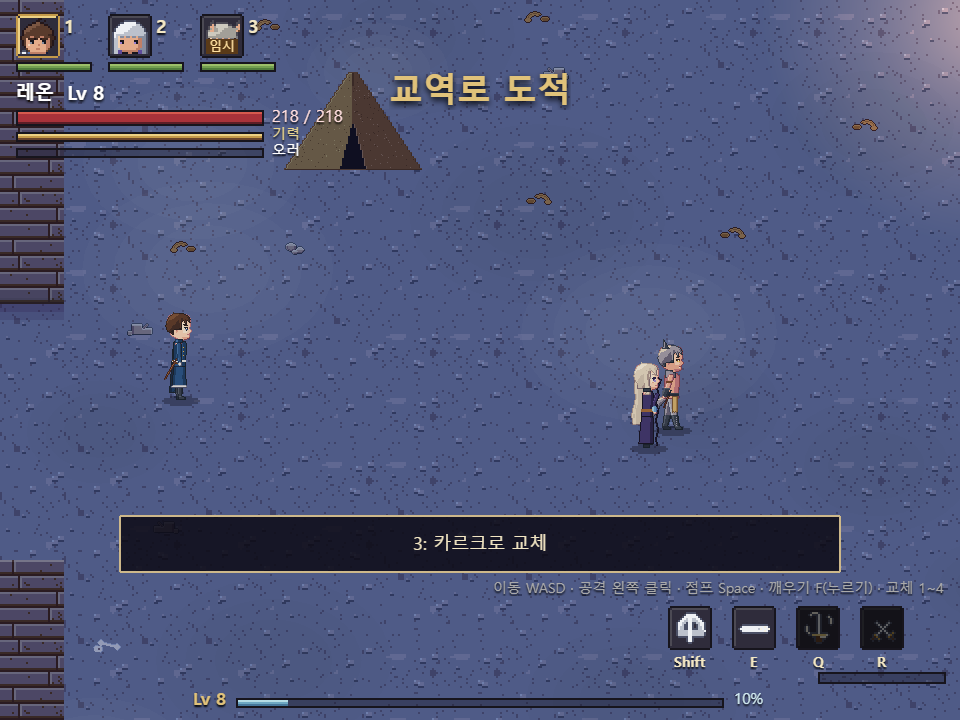 1
2
3
임시
레온 Lv 8
교역로 도적
218 / 218
기력
오러
3: 카르크로 교체
이동 WASD · 공격 왼쪽 클릭 · 점프 Space · 깨우기 F(누르기) · 교체 1~4
Shift
E
Q
R
Lv 8
10%